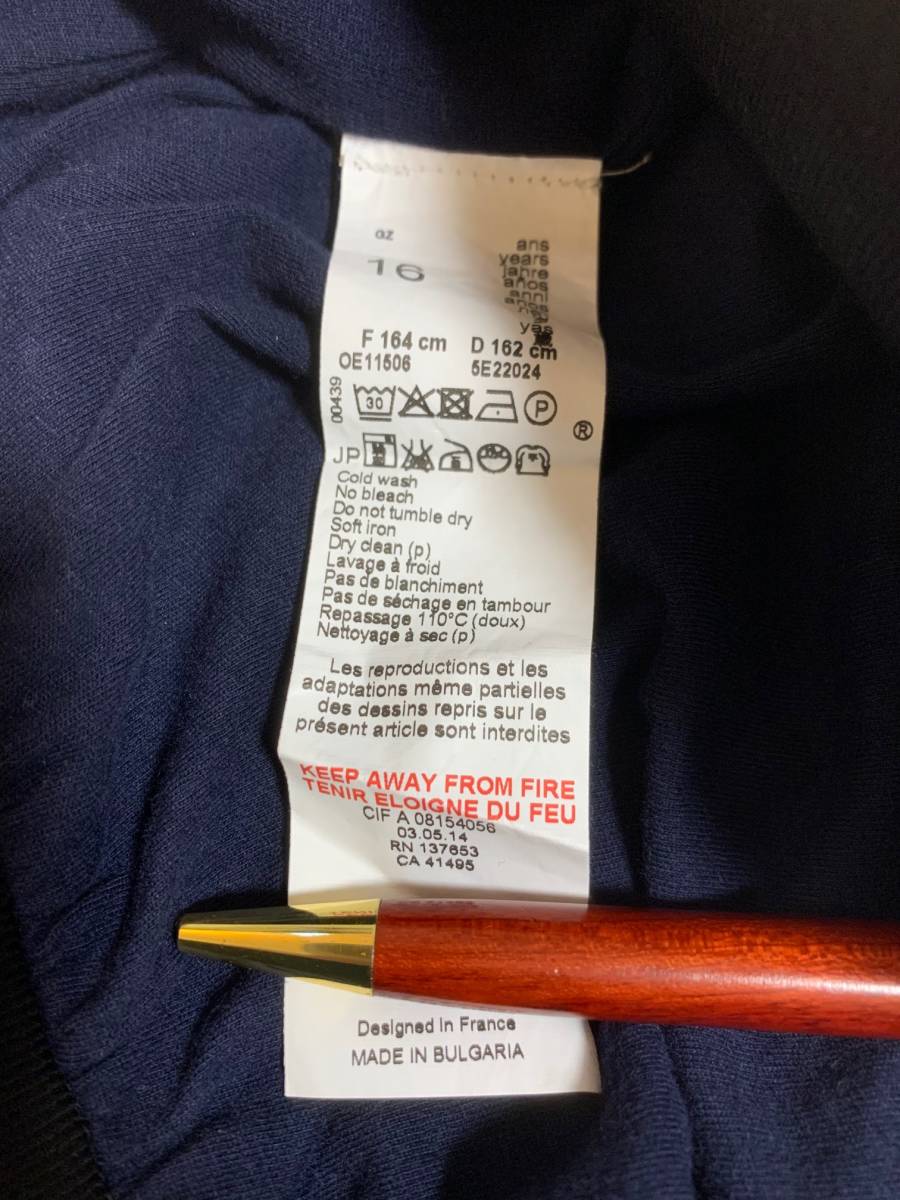 16
ans
years
jahre
años
anni
F 164 cm D 162 cm
OE11506 5E22024
00439
30
P
®
JP
Cold wash
No bleach
Do not tumble dry
Soft iron
Dry clean (p)
Lavage à froid
Pas de blanchiment
Pas de séchage en tambour
Repassage 110°C (doux)
Nettoyage à sec (p)
Les reproductions et les
adaptations même partielles
des dessins repris sur le
présent article sont interdites
KEEP AWAY FROM FIRE
TENIR ELOIGNE DU FEU
CIF A 08154056
03.05.14
RN 137653
CA 41495
Designed in France
MADE IN BULGARIA